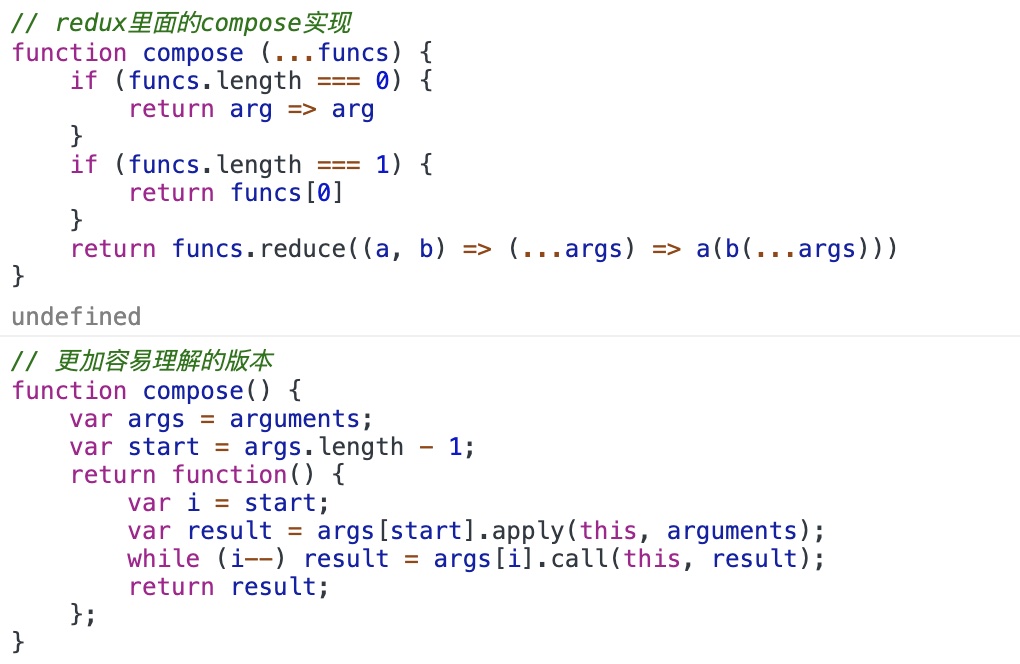 // redux里面的compose实现
function compose (...funcs) {
    if (funcs.length === 0) {
        return arg => arg
    }
    if (funcs.length === 1) {
        return funcs[0]
    }
    return funcs.reduce((a, b) => (...args) => a(b(...args)))
}
undefined
// 更加容易理解的版本
function compose() {
    var args = arguments;
    var start = args.length - 1;
    return function() {
        var i = start;
        var result = args[start].apply(this, arguments);
        while (i--) result = args[i].call(this, result);
        return result;
    };
}